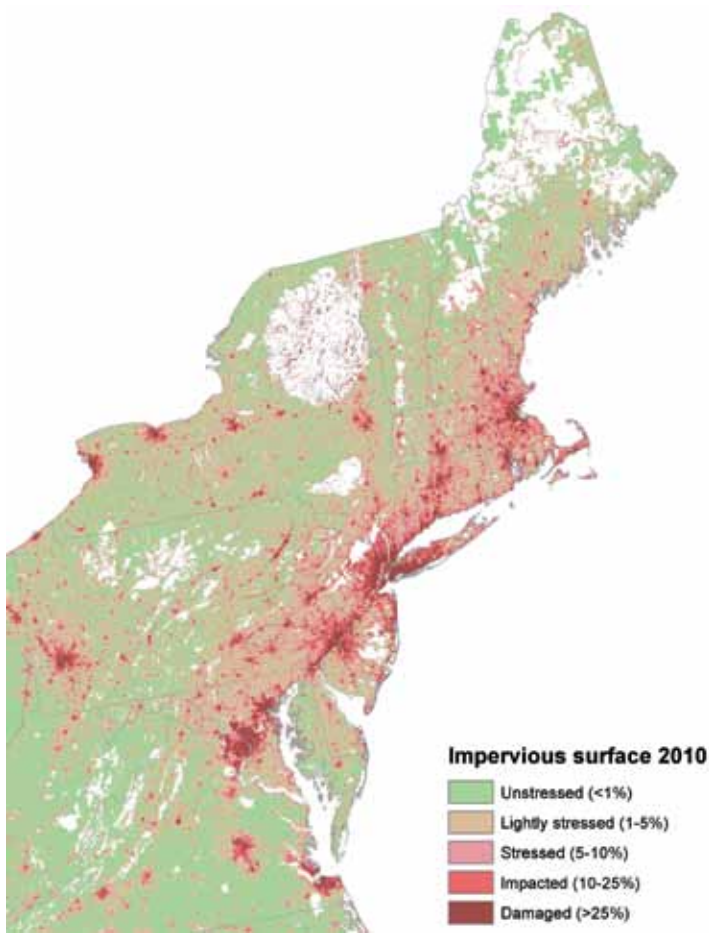 Impervious surface 2010
Unstressed (<1%)
Lightly stressed (1-5%)
Stressed (5-10%)
Impacted (10-25%)
Damaged (>25%)